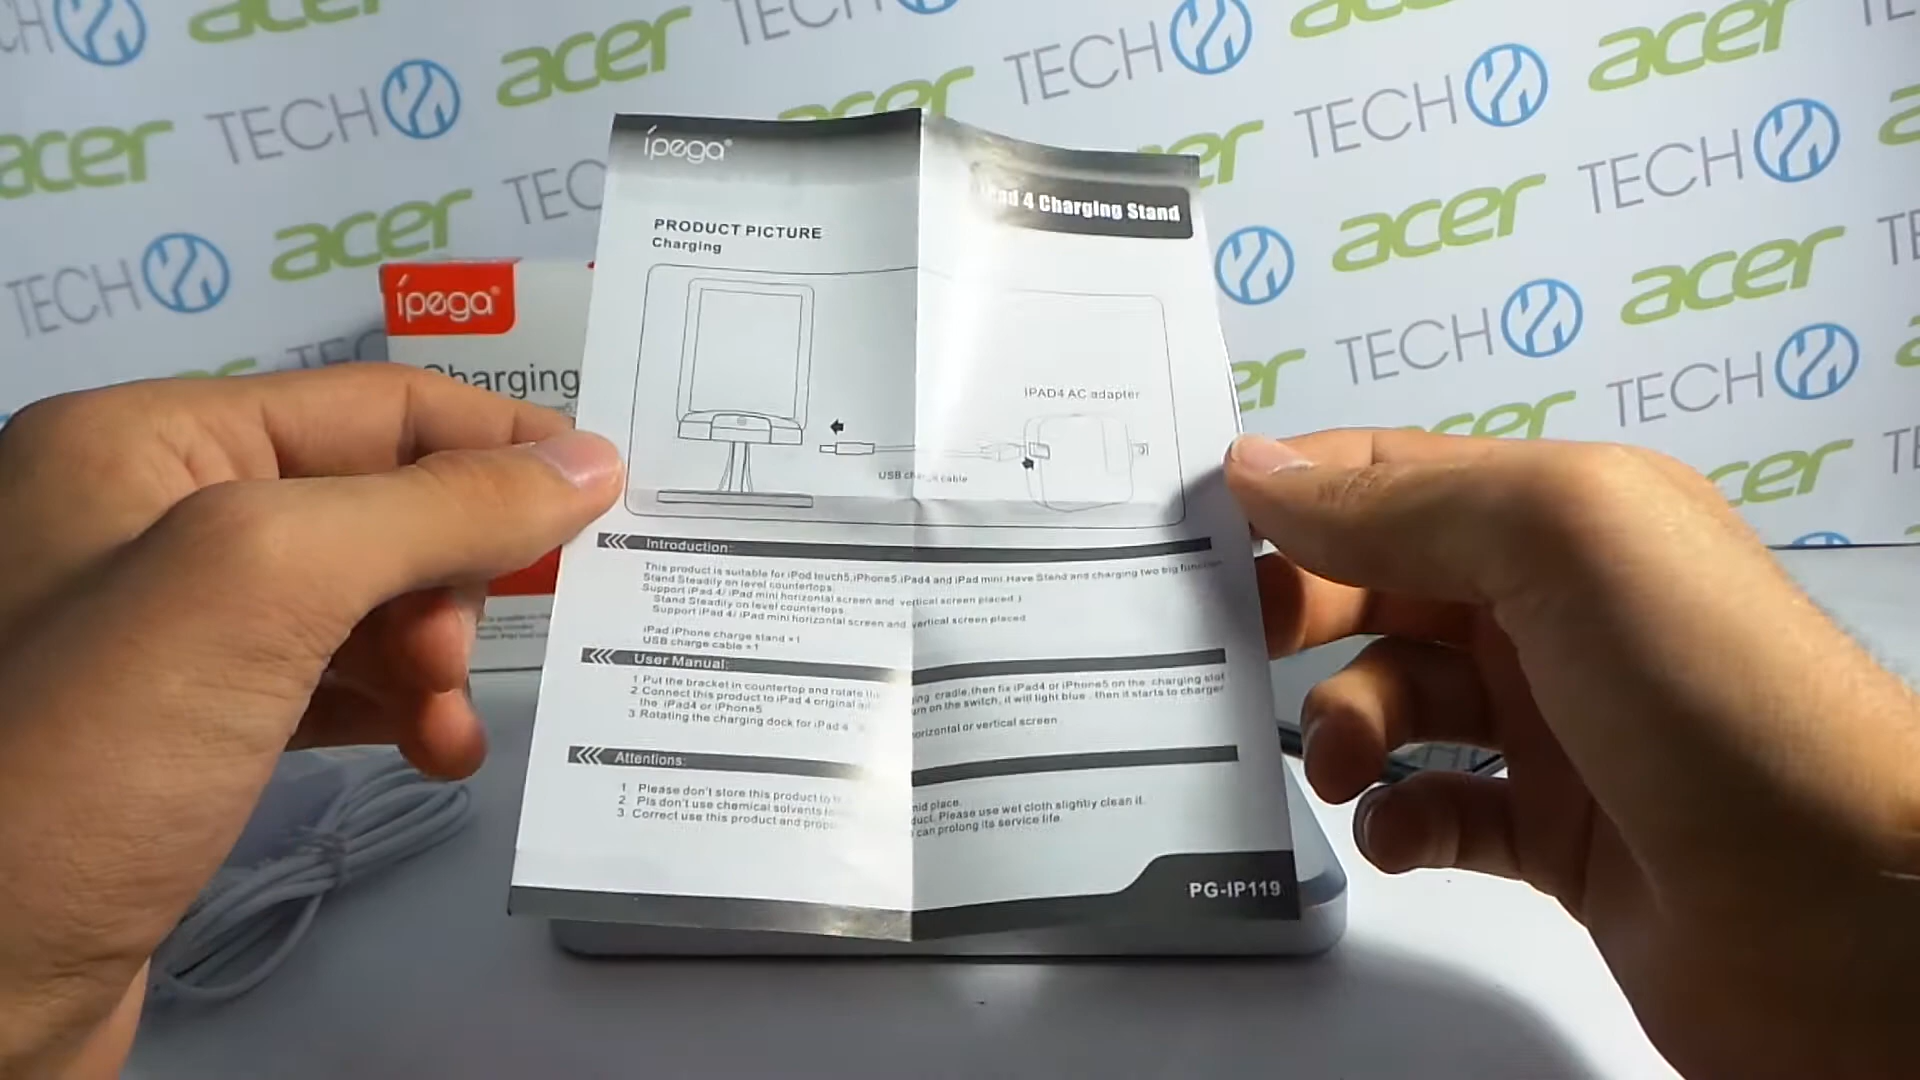 ípega®
Pad 4 Charging Stand
PRODUCT PICTURE
Charging
IPAD4 AC adapter
USB cable
Introduction:
This product is suitable for iPod touch5,iPhone5,iPad4 and iPad mini.Have Stand and charging two big function
Stand Steadily on level countertops.
Support iPad 4/ iPad mini horizontal screen and vertical screen placed.)
Stand Steadily on level countertops.
Support iPad 4/ iPad mini horizontal screen and vertical screen placed
iPad iPhone charge stand *1
USB charge cable *1
User Manual:
1.Put the bracket in countertop and rotate cradle,then fix iPad4 or iPhone5 on the charging slot
2.Connect this product to iPad 4 original on the switch, it will light blue , then it starts to charger
the iPad4 or iPhone5
3.Rotating the charging dock for iPad 4 horizontal or vertical screen
Attentions:
1 Please don't store this product to place.
2. Pls don't use chemical solvents Please use wet cloth slightly clean it.
3. Correct use this product and can prolong its service life.
PG-IP119
ípega®
Charging
acer
TECH